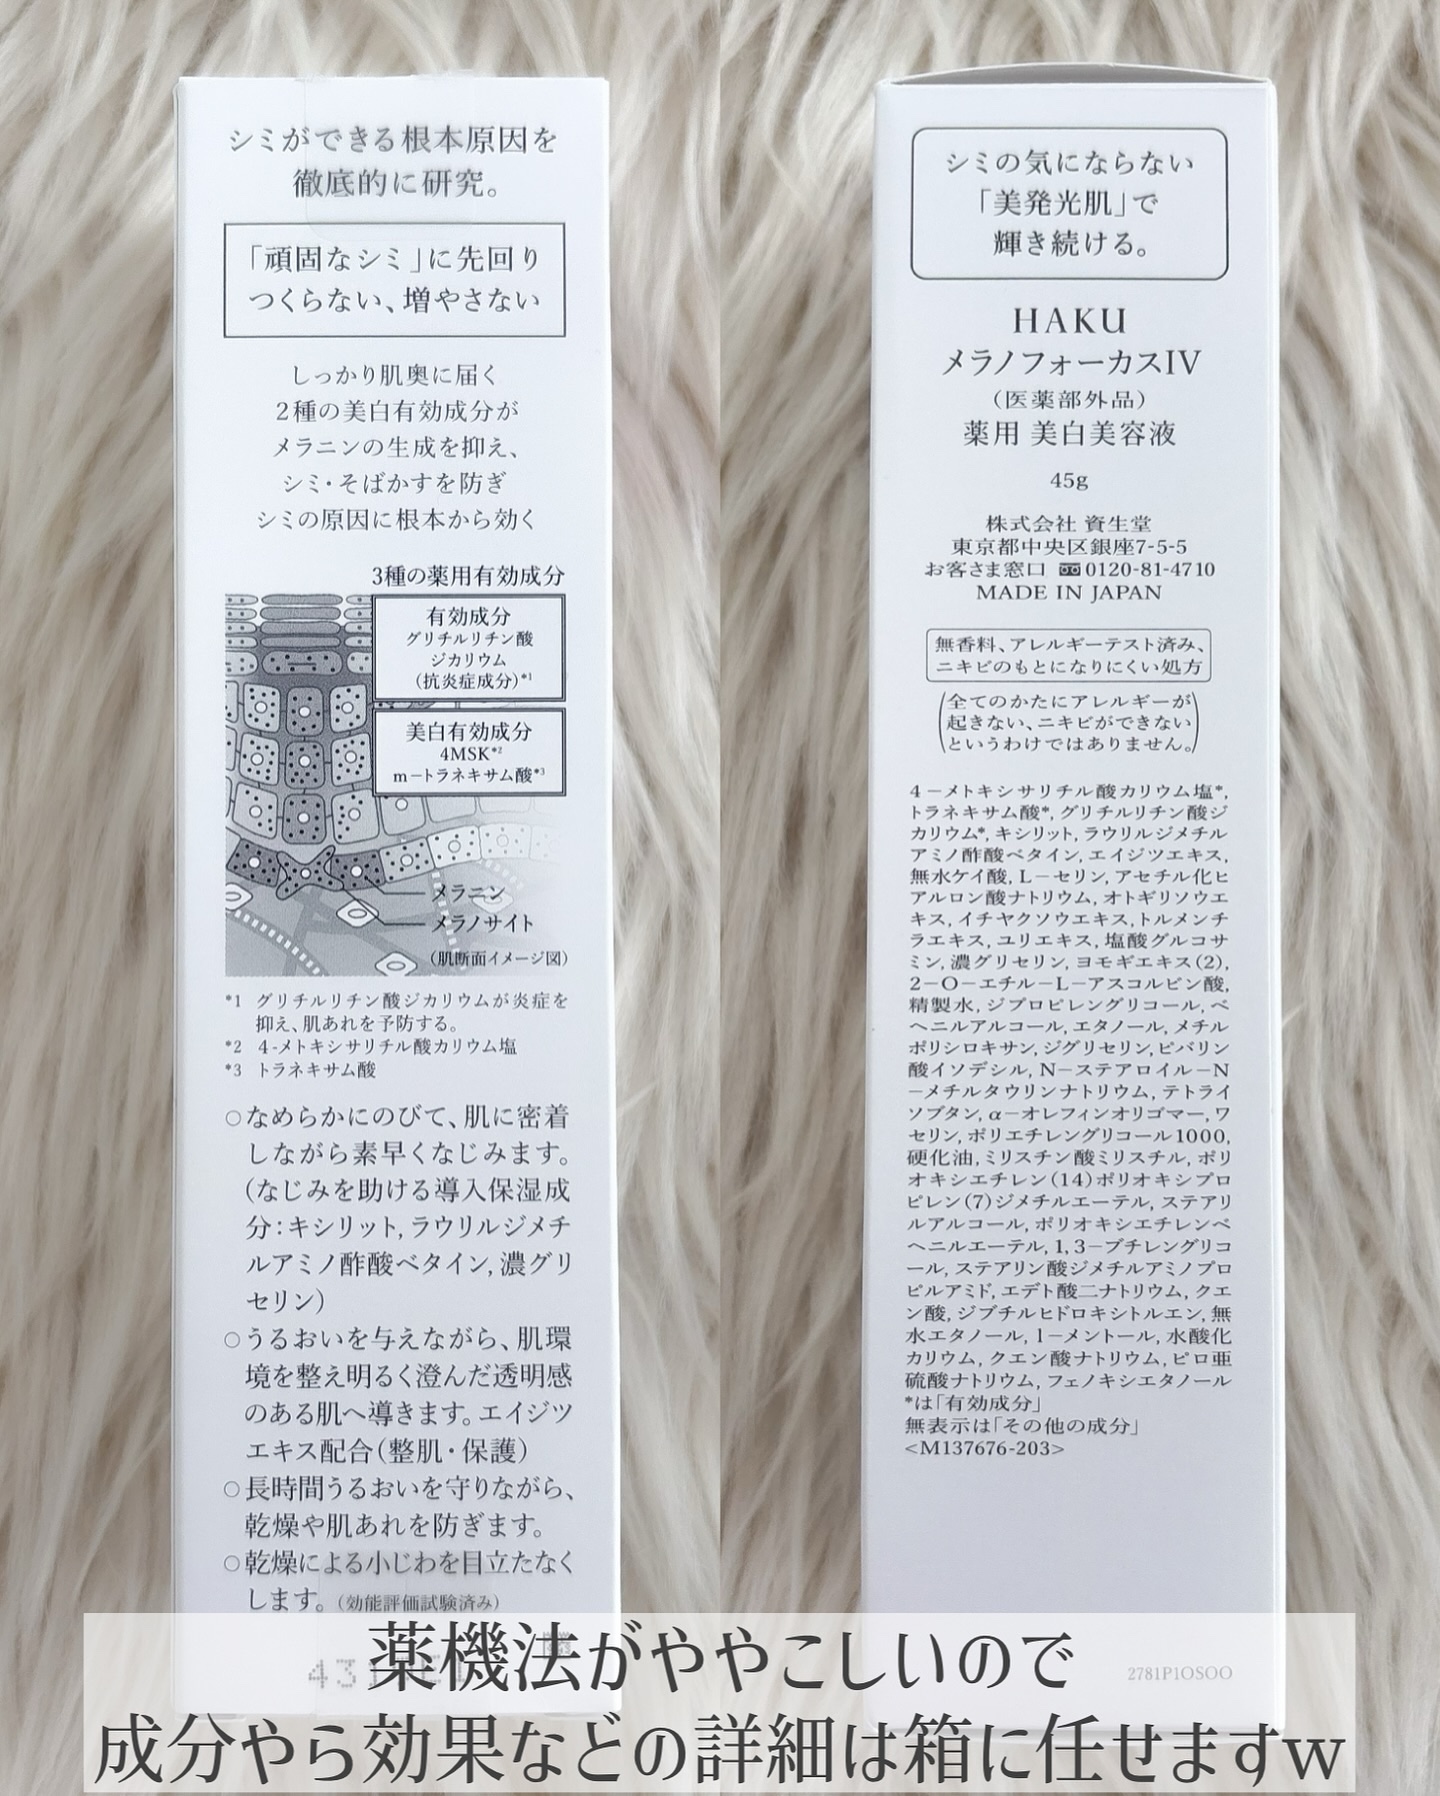 シミができる根本原因を
徹底的に研究。
「頑固なシミ」に先回り
つくらない、増やさない
しっかり肌奥に届く
2種の美白有効成分が
メラニンの生成を抑え、
シミ・そばかすを防ぎ
シミの原因に根本から効く
3種の薬用有効成分
有効成分
グリチルリチン酸
ジカリウム
（抗炎症成分）*1
美白有効成分
4MSK*2
m-トラネキサム酸*3
メラニン
メラノサイト
（肌断面イメージ図）
*1 グリチルリチン酸ジカリウムが炎症を
抑え、肌あれを予防する。
*2 4-メトキシサリチル酸カリウム塩
*3 トラネキサム酸
○なめらかにのびて、肌に密着
しながら素早くなじみます。
（なじみを助ける導入保湿成
分：キシリット, ラウリルジメチ
ルアミノ酢酸ベタイン, 濃グリ
セリン）
○うるおいを与えながら、肌環
境を整え明るく澄んだ透明感
のある肌へ導きます。エイジツ
エキス配合（整肌・保護）
○長時間うるおいを守りながら、
乾燥や肌あれを防ぎます。
○乾燥による小じわを目立たなく
します。（効能評価試験済み）
シミの気にならない
「美発光肌」で
輝き続ける。
HAKU
メラノフォーカスIV
（医薬部外品）
薬用 美白美容液
45g
株式会社 資生堂
東京都中央区銀座7-5-5
お客さま窓口 0120-81-4710
MADE IN JAPAN
無香料、アレルギーテスト済み、
ニキビのもとになりにくい処方
（全てのかたにアレルギーが
起きない、ニキビができない
というわけではありません。）
4－メトキシサリチル酸カリウム塩*,
トラネキサム酸*, グリチルリチン酸ジ
カリウム*, キシリット, ラウリルジメチル
アミノ酢酸ベタイン, エイジツエキス,
無水ケイ酸, L－セリン, アセチル化ヒ
アルロン酸ナトリウム, オトギリソウエ
キス, イチヤクソウエキス, トルメンチ
ラエキス, ユリエキス, 塩酸グルコサ
ミン, 濃グリセリン, ヨモギエキス(2),
2－O－エチル－L－アスコルビン酸,
精製水, ジプロピレングリコール, ベ
ヘニルアルコール, エタノール, メチル
ポリシロキサン, ジグリセリン, ピバリン
酸イソデシル, N－ステアロイル－N
－メチルタウリンナトリウム, テトライ
ソブタン, α－オレフィンオリゴマー, ワ
セリン, ポリエチレングリコール1000,
硬化油, ミリスチン酸ミリスチル, ポリ
オキシエチレン(14)ポリオキシプロ
ピレン(7)ジメチルエーテル, ステアリ
ルアルコール, ポリオキシエチレンベ
ヘニルエーテル, 1, 3－ブチレングリコ
ール, ステアリン酸ジメチルアミノプロ
ピルアミド, エデト酸二ナトリウム, クエ
ン酸, ジブチルヒドロキシトルエン, 無
水エタノール, l－メントール, 水酸化
カリウム, クエン酸ナトリウム, ピロ亜
硫酸ナトリウム, フェノキシエタノール
*は「有効成分」
無表示は「その他の成分」
<M137676-203>
2781P1OSOO
薬機法がややこしいので
成分やら効果などの詳細は箱に任せますw